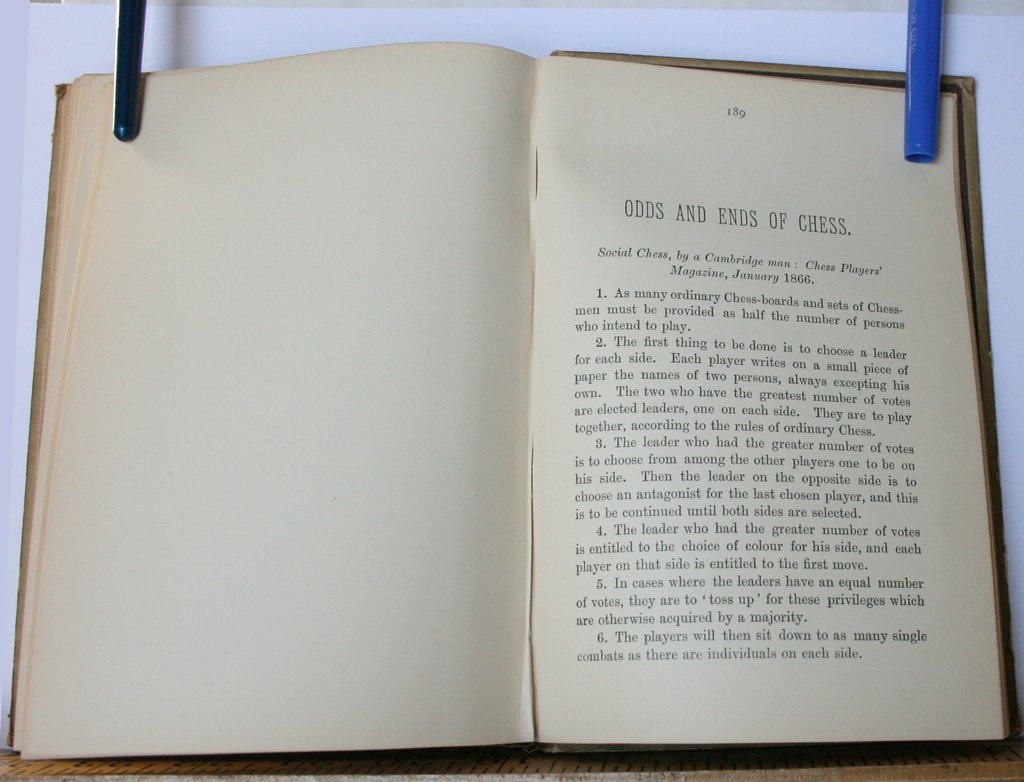 189
ODDS AND ENDS OF CHESS.
Social Chess, by a Cambridge man: Chess Players'
Magazine, January 1866.
1. As many ordinary Chess-boards and sets of Chess-
men must be provided as half the number of persons
who intend to play.
2. The first thing to be done is to choose a leader
for each side. Each player writes on a small piece of
paper the names of two persons, always excepting his
own. The two who have the greatest number of votes
are elected leaders, one on each side. They are to play
together, according to the rules of ordinary Chess.
3. The leader who had the greater number of votes
is to choose from among the other players one to be on
his side. Then the leader on the opposite side is to
choose an antagonist for the last chosen player, and this
is to be continued until both sides are selected.
4. The leader who had the greater number of votes
is entitled to the choice of colour for his side, and each
player on that side is entitled to the first move.
5. In cases where the leaders have an equal number
of votes, they are to 'toss up' for these privileges which
are otherwise acquired by a majority.
6. The players will then sit down to as many single
combats as there are individuals on each side.